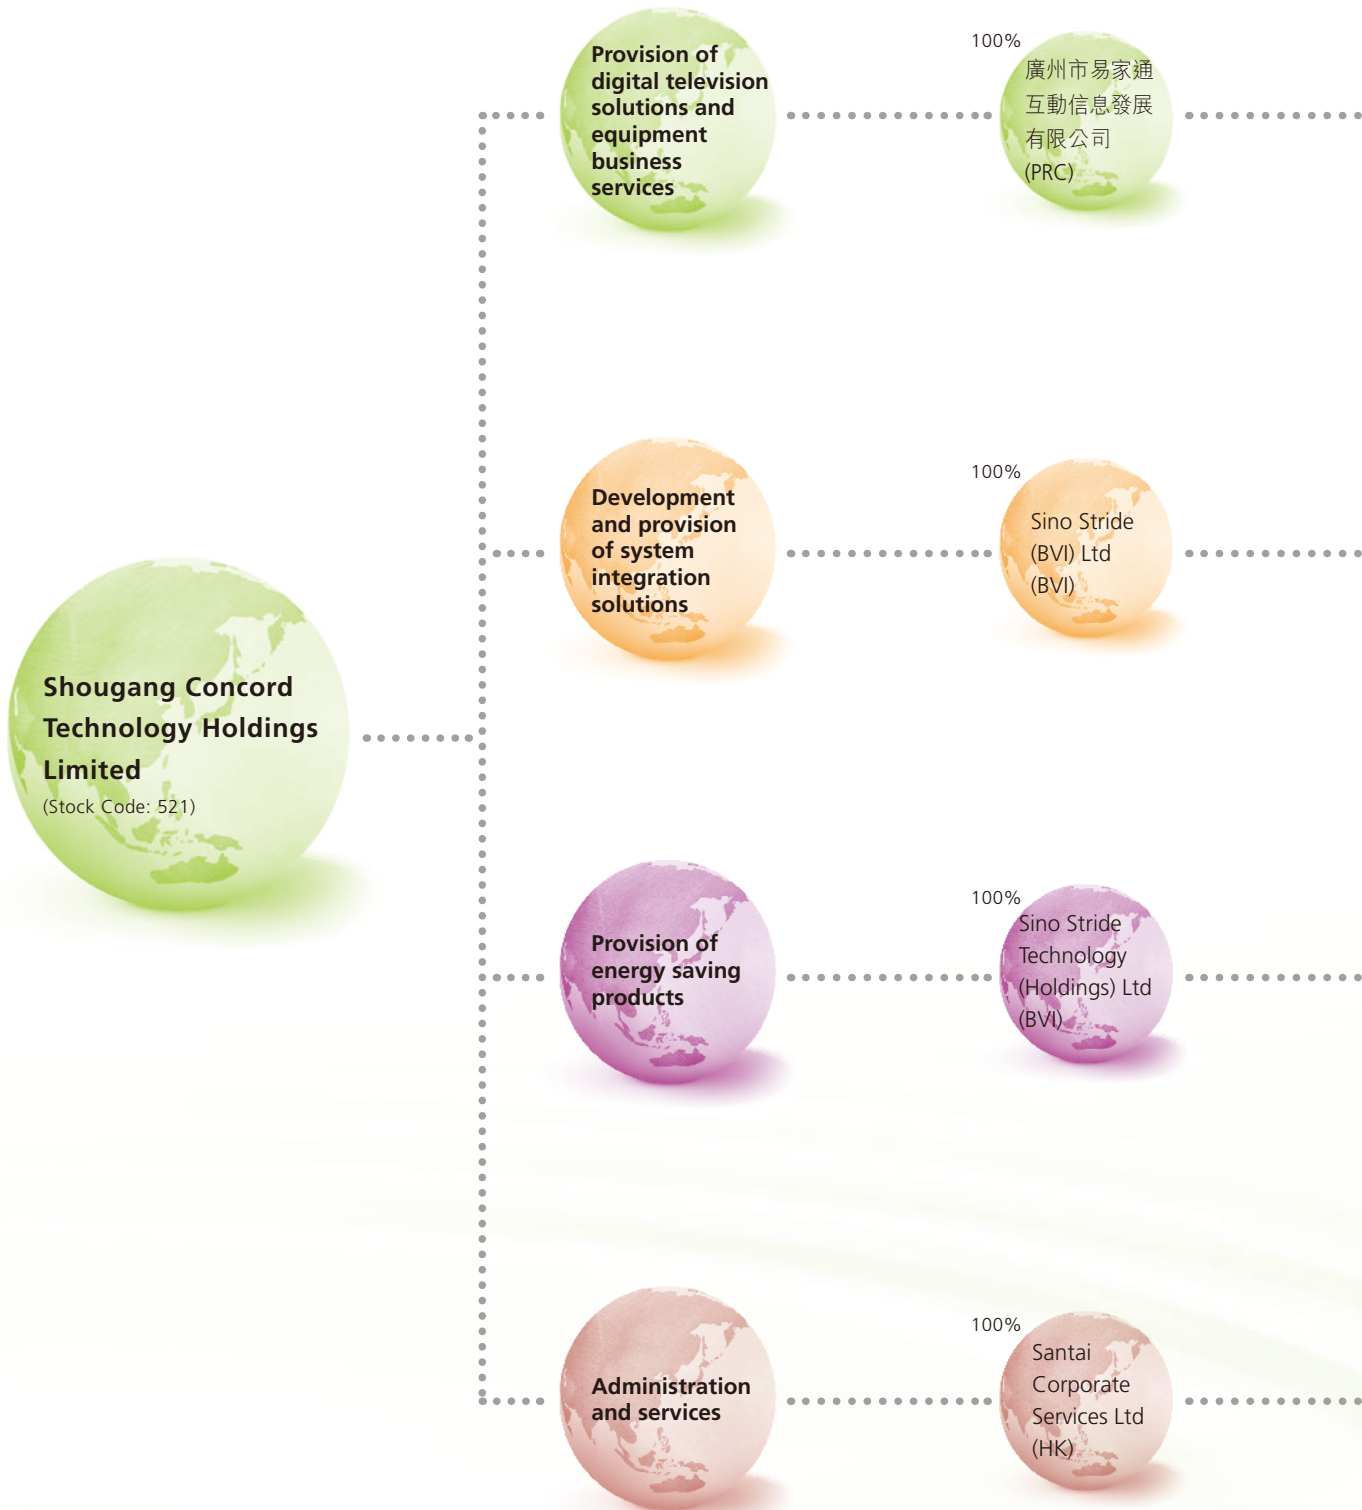 Shougang Concord
Technology Holdings
Limited
(Stock Code: 521)
Provision of
digital television
solutions and
equipment
business
services
100%
廣州市易家通
互動信息發展
有限公司
(PRC)
Development
and provision
of system
integration
solutions
100%
Sino Stride
(BVI) Ltd
(BVI)
Provision of
energy saving
products
100%
Sino Stride
Technology
(Holdings) Ltd
(BVI)
Administration
and services
100%
Santai
Corporate
Services Ltd
(HK)